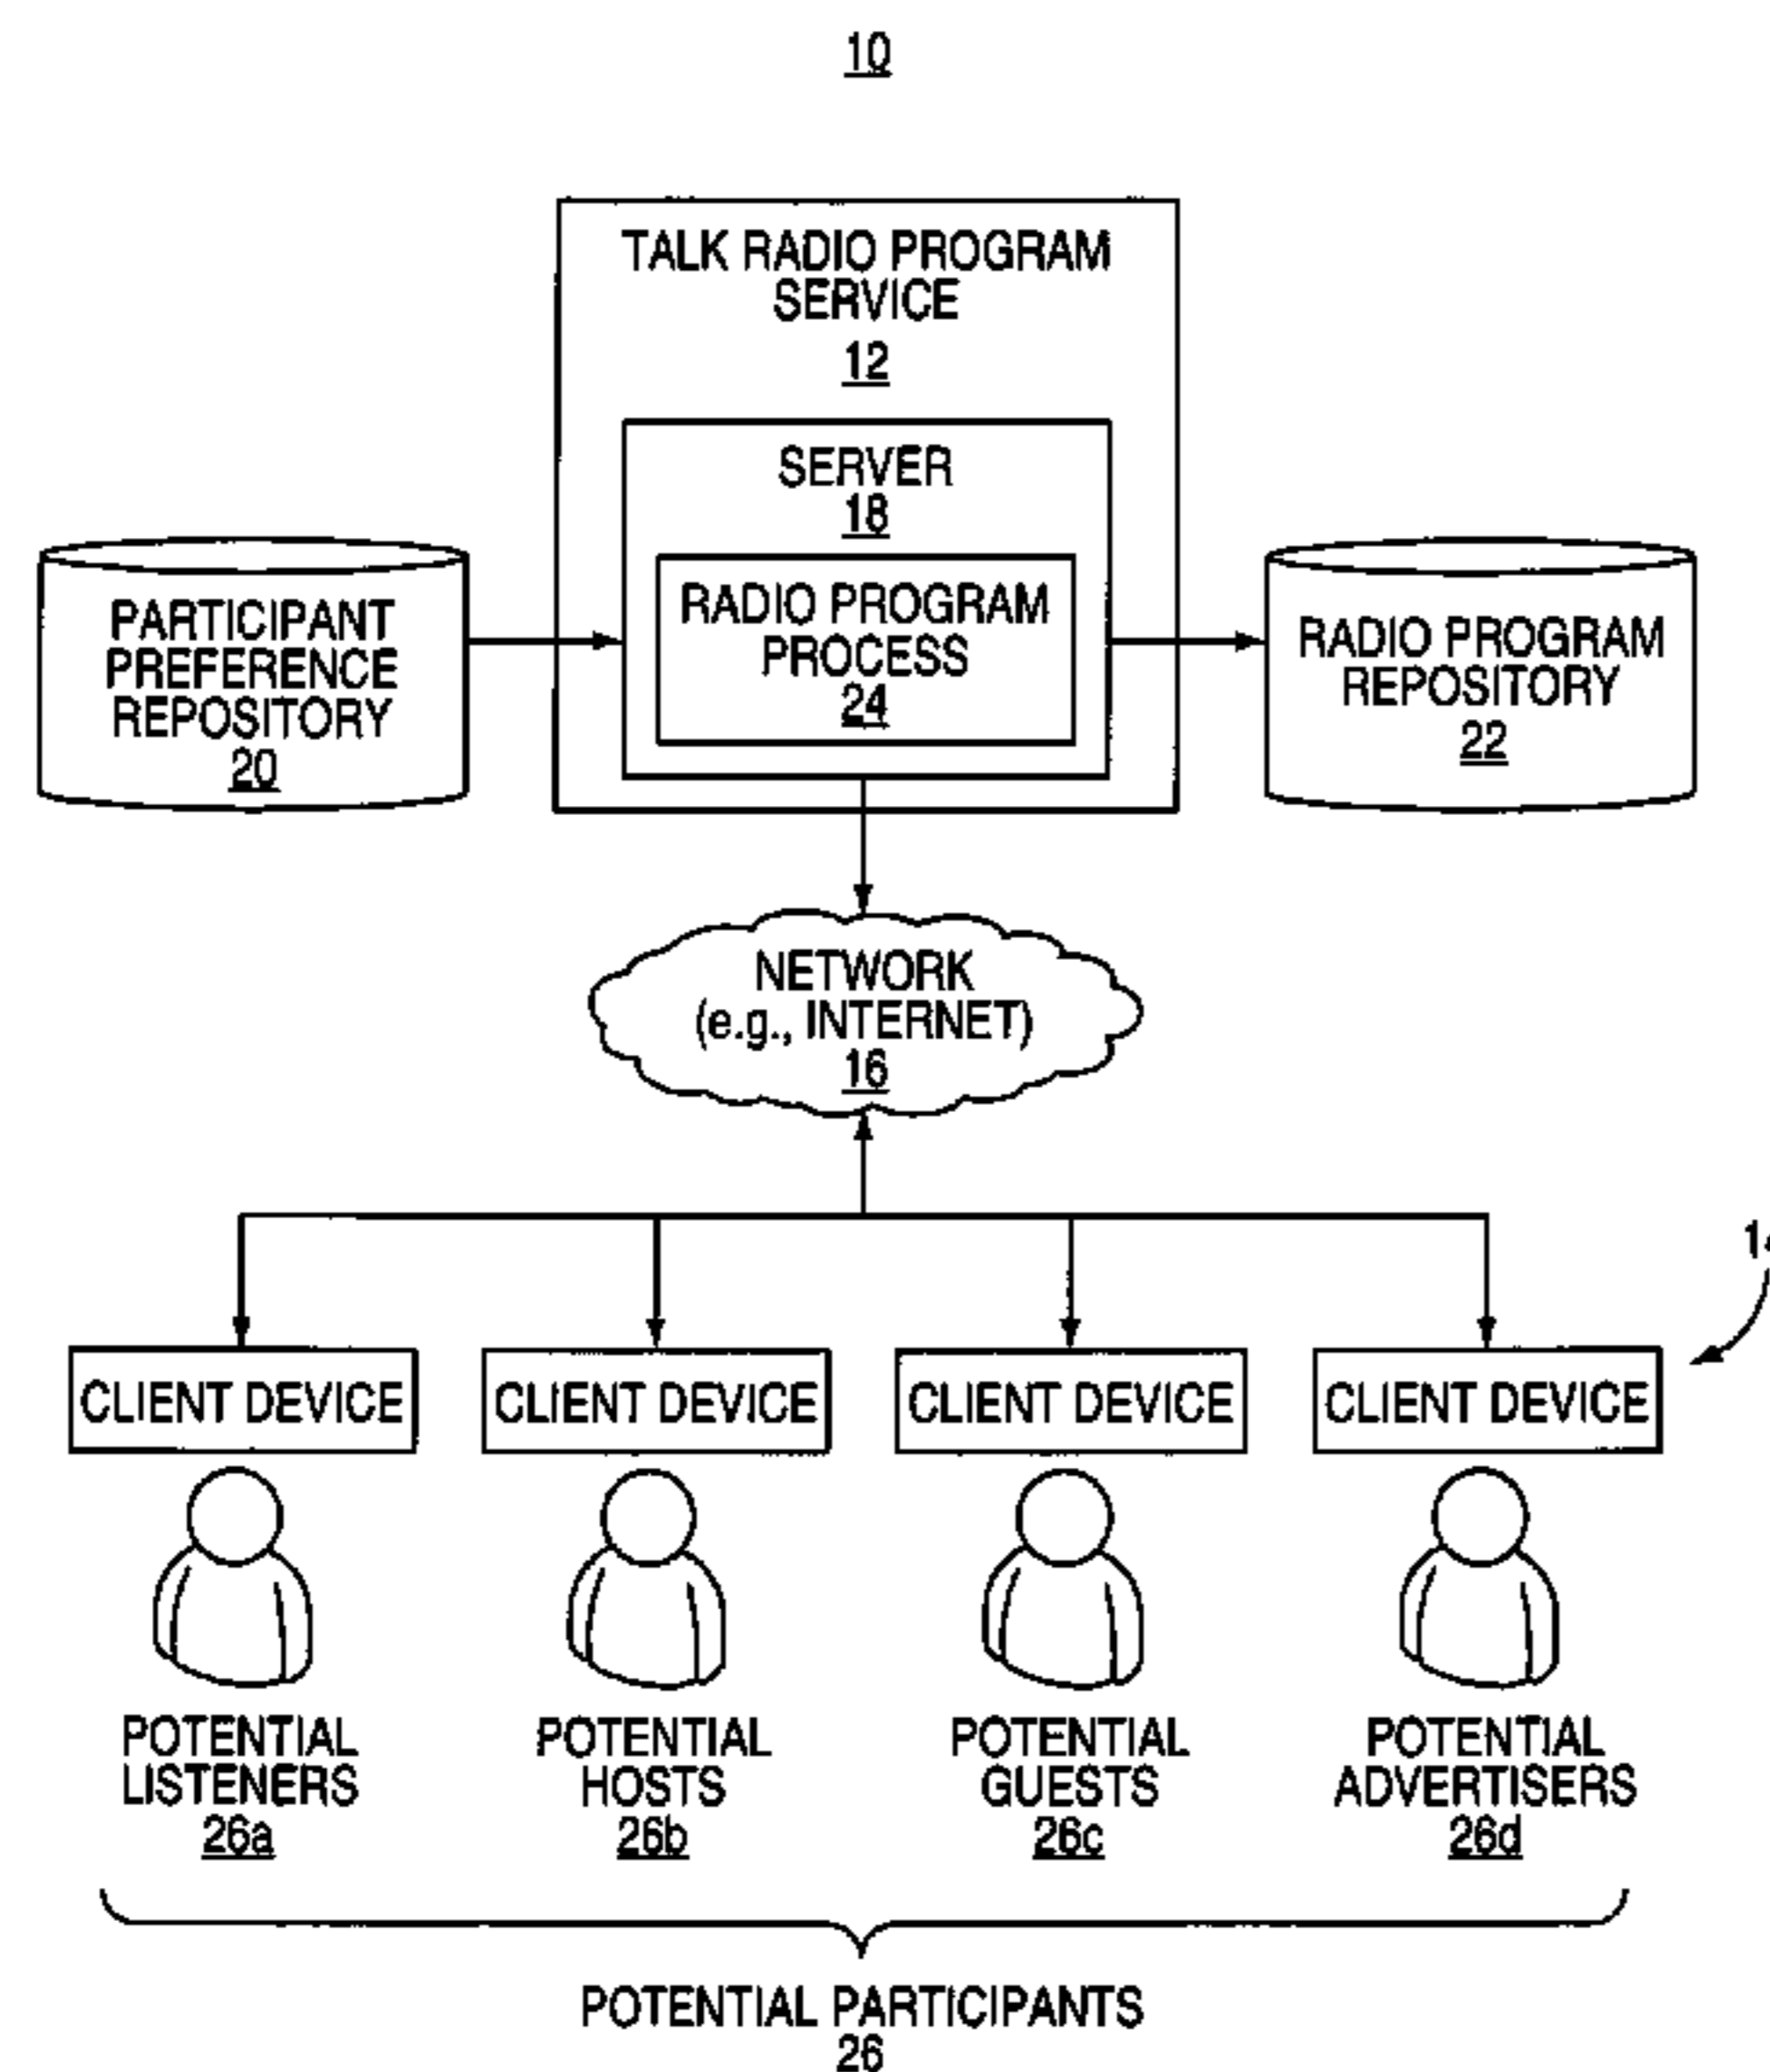 10
TALK RADIO PROGRAM
SERVICE
12
SERVER
18
RADIO PROGRAM
PROCESS
24
PARTICIPANT
PREFERENCE
REPOSITORY
20
RADIO PROGRAM
REPOSITORY
22
NETWORK
(e.g., INTERNET)
16
CLIENT DEVICE
CLIENT DEVICE
CLIENT DEVICE
CLIENT DEVICE
POTENTIAL
LISTENERS
26a
POTENTIAL
HOSTS
26b
POTENTIAL
GUESTS
26c
POTENTIAL
ADVERTISERS
26d
POTENTIAL PARTICIPANTS
26